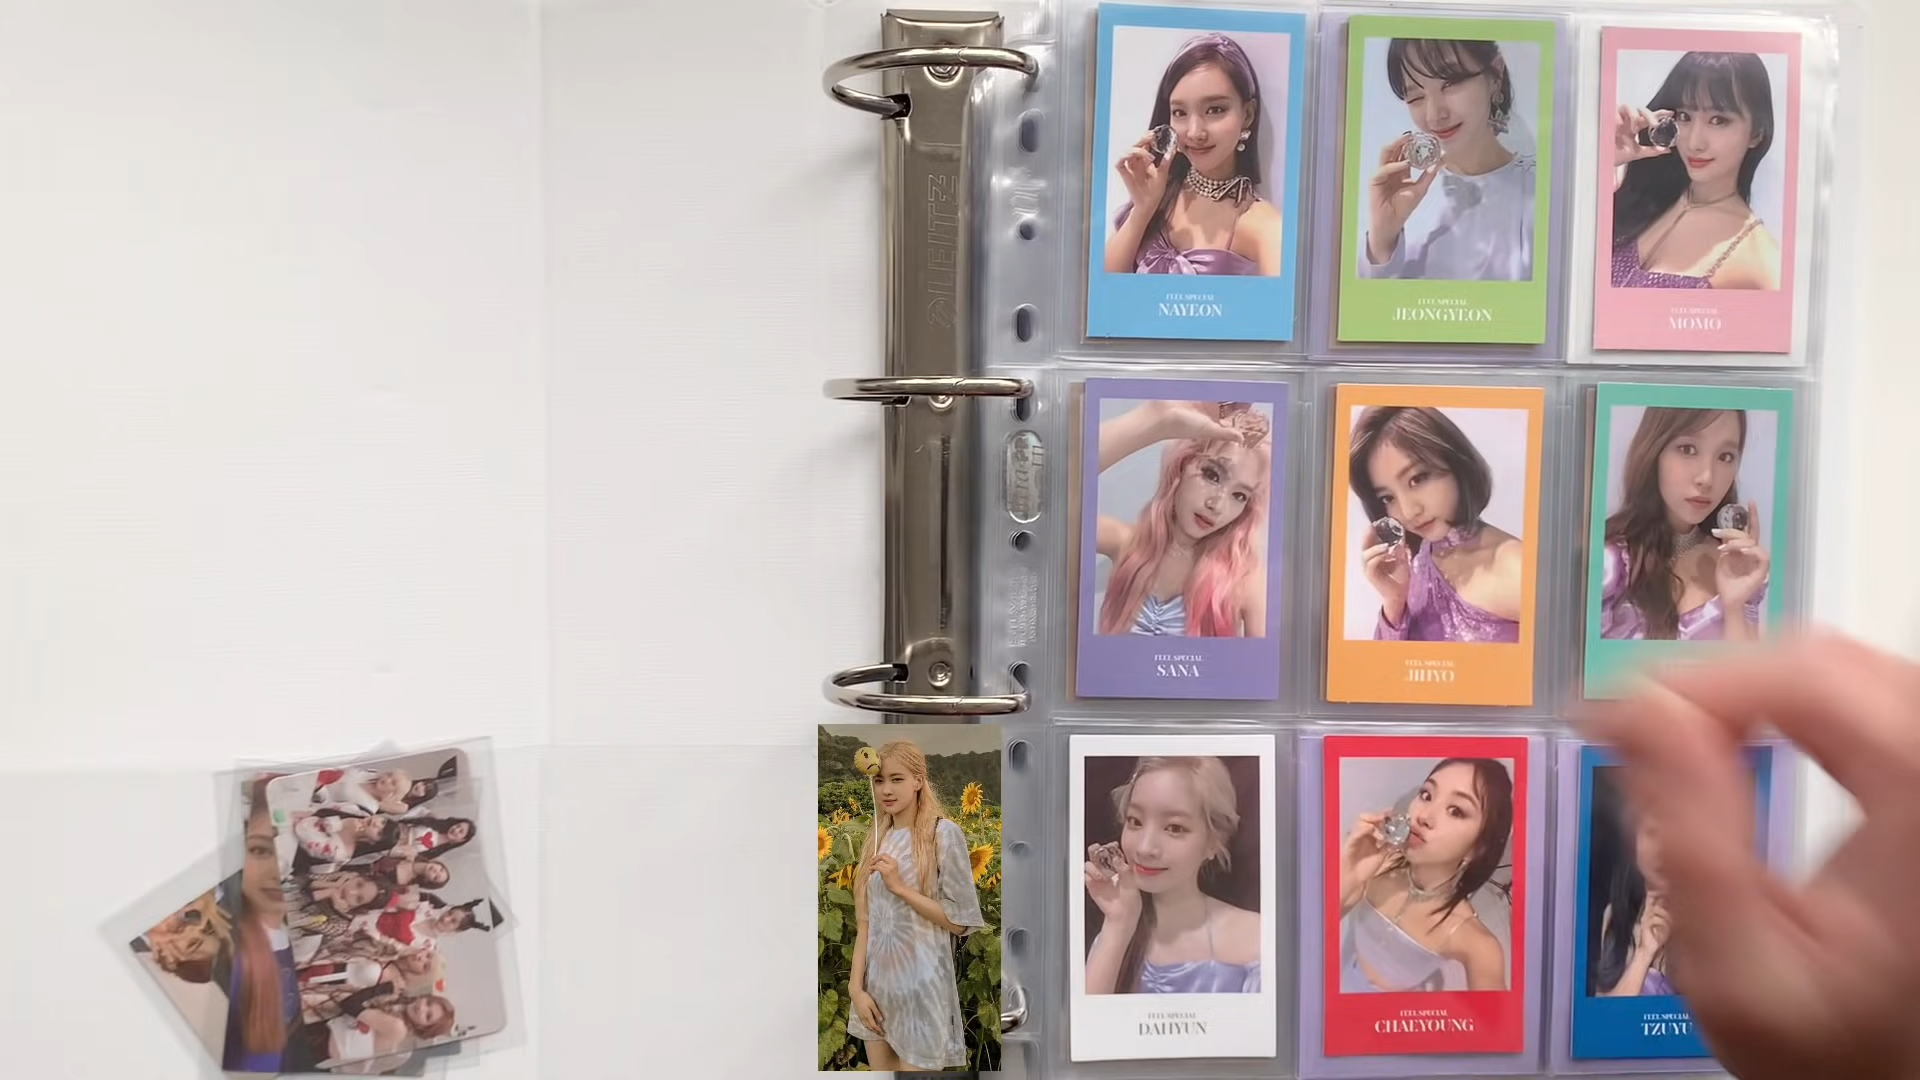 LEITZ
FEEL SPECIAL
NAYEON
FEEL SPECIAL
JEONGYEON
FEEL SPECIAL
MOMO
FEEL SPECIAL
SANA
FEEL SPECIAL
JIHYO
FEEL SPECIAL
DAHYUN
FEEL SPECIAL
CHAEYOUNG
FEEL SPECIAL
TZUYU